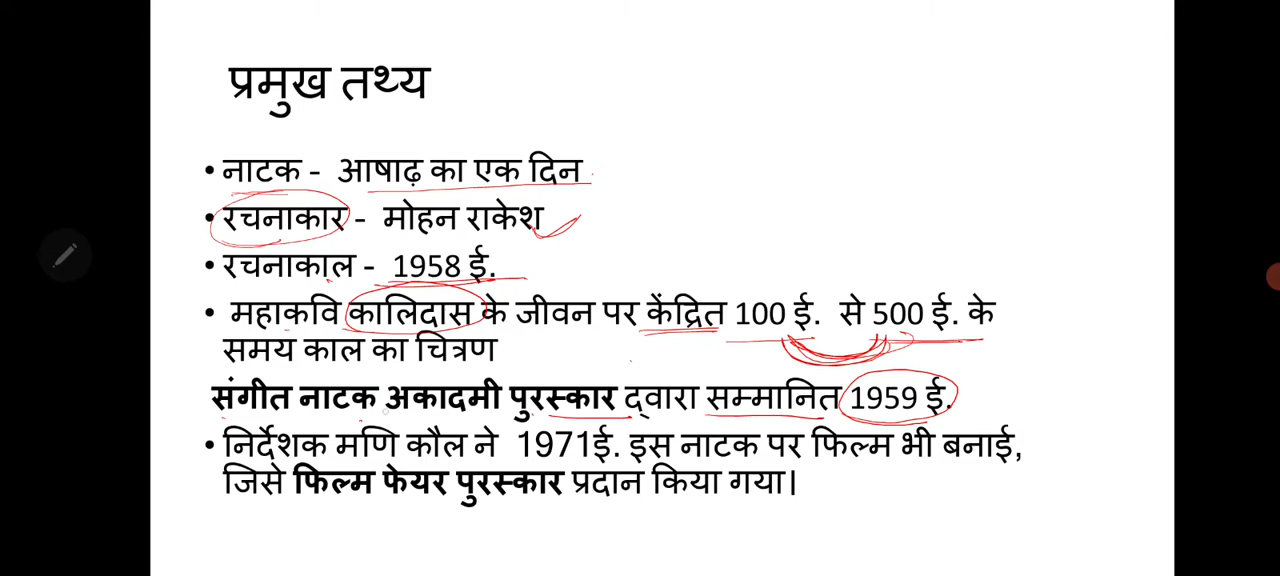 प्रमुख तथ्य
• नाटक - आषाढ़ का एक दिन
• रचनाकार - मोहन राकेश
• रचनाकाल - 1958 ई.
• महाकवि कालिदास के जीवन पर केंद्रित 100 ई. से 500 ई. के
समय काल का चित्रण
संगीत नाटक अकादमी पुरस्कार द्वारा सम्मानित 1959 ई.
• निर्देशक मणि कौल ने 1971ई. इस नाटक पर फिल्म भी बनाई,
जिसे फिल्म फेयर पुरस्कार प्रदान किया गया।